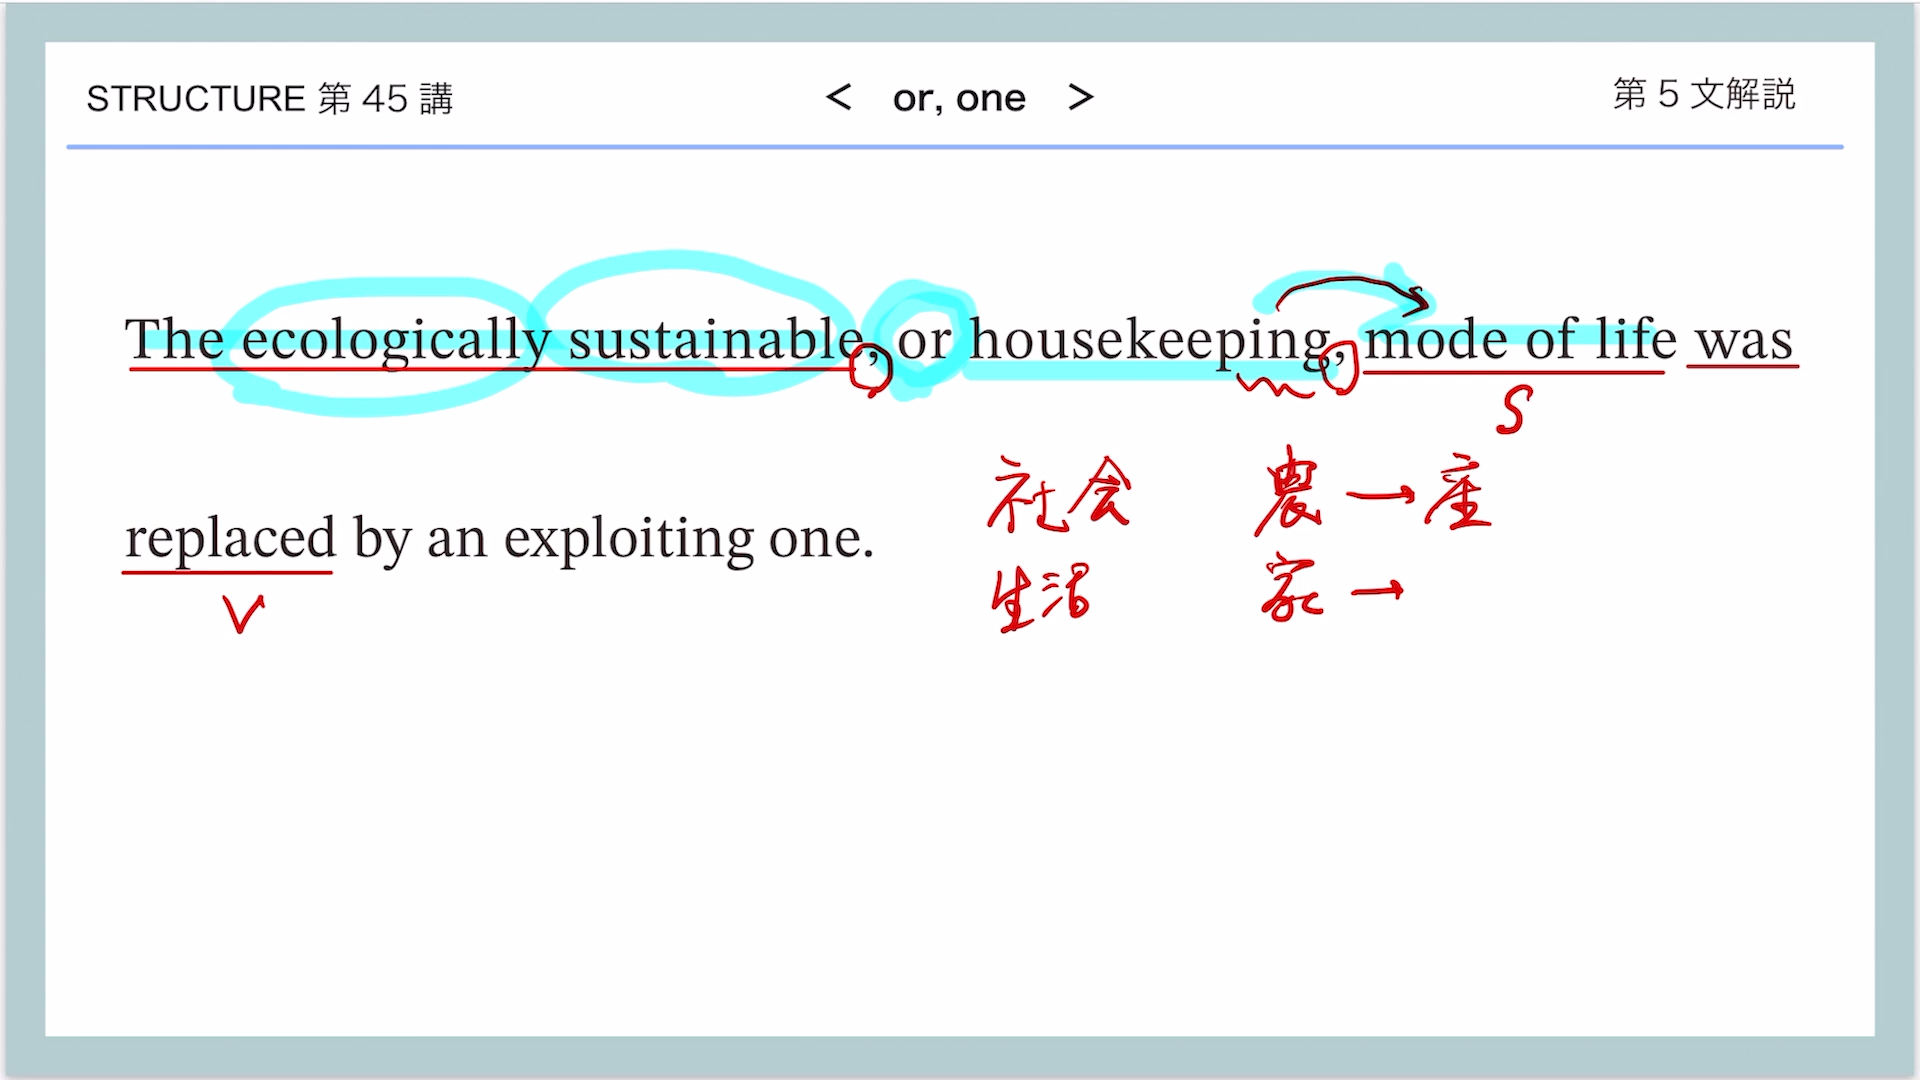 STRUCTURE 第 45 講
< or, one >
第 5 文解説
The ecologically sustainable, or housekeeping, mode of life was
S
replaced by an exploiting one.
V
社会 農→産
生活 家→